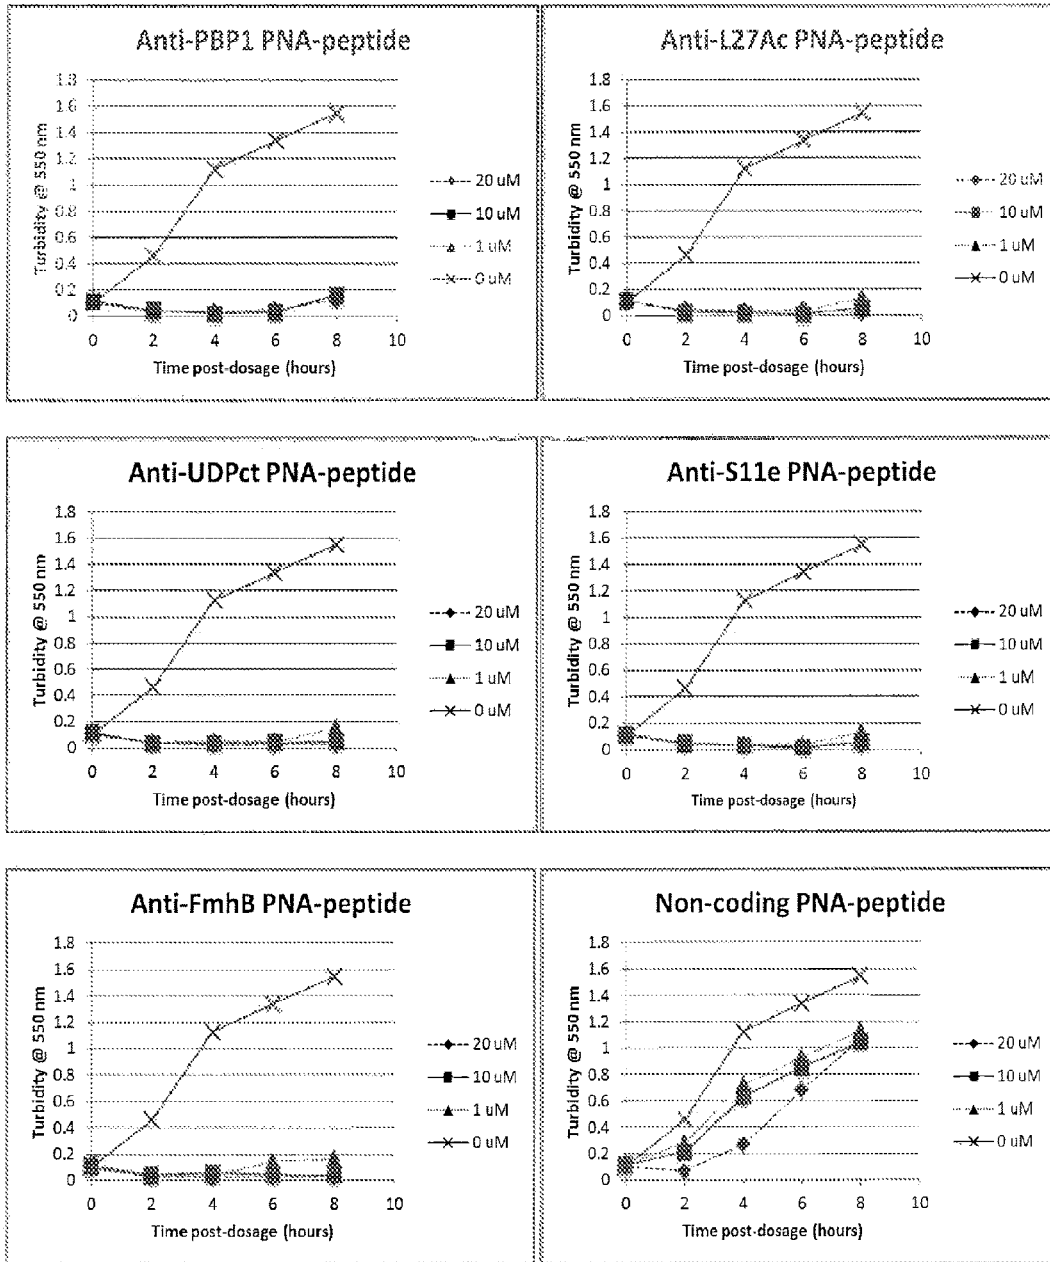 Anti-PBP1 PNA-peptide
1.8
1.6
1.4
1.2
1
0.8
0.6
0.4
0.2
0
Turbidity @ 550 nm
0 2 4 6 8 10
Time post-dosage (hours)
20 uM
10 uM
1 uM
0 uM
Anti-L27Ac PNA-peptide
1.8
1.6
1.4
1.2
1
0.8
0.6
0.4
0.2
0
Turbidity @ 550 nm
0 2 4 6 8 10
Time post-dosage (hours)
20 uM
10 uM
1 uM
0 uM
Anti-UDPct PNA-peptide
1.8
1.6
1.4
1.2
1
0.8
0.6
0.4
0.2
0
Turbidity @ 550 nm
0 2 4 6 8 10
Time post-dosage (hours)
20 uM
10 uM
1 uM
0 uM
Anti-S11e PNA-peptide
1.8
1.6
1.4
1.2
1
0.8
0.6
0.4
0.2
0
Turbidity @ 550 nm
0 2 4 6 8 10
Time post-dosage (hours)
20 uM
10 uM
1 uM
0 uM
Anti-FmhB PNA-peptide
1.8
1.6
1.4
1.2
1
0.8
0.6
0.4
0.2
0
Turbidity @ 550 nm
0 2 4 6 8 10
Time post-dosage (hours)
20 uM
10 uM
1 uM
0 uM
Non-coding PNA-peptide
1.8
1.6
1.4
1.2
1
0.8
0.6
0.4
0.2
0
Turbidity @ 550 nm
0 2 4 6 8 10
Time post-dosage (hours)
20 uM
10 uM
1 uM
0 uM